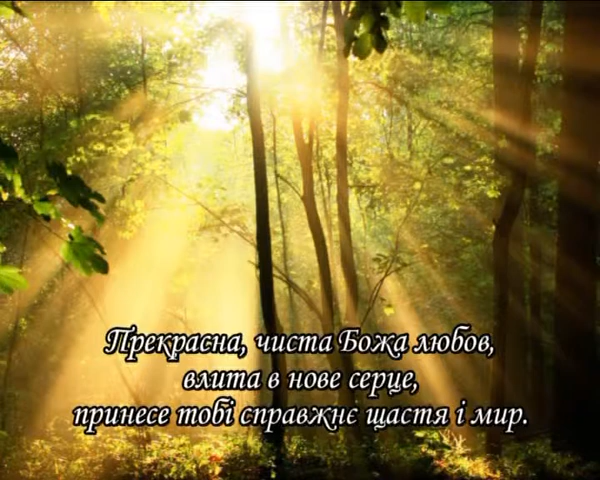 Прекрасна, чиста Божа любов,
влита в нове серце,
принесе тобі справжнє щастя і мир.